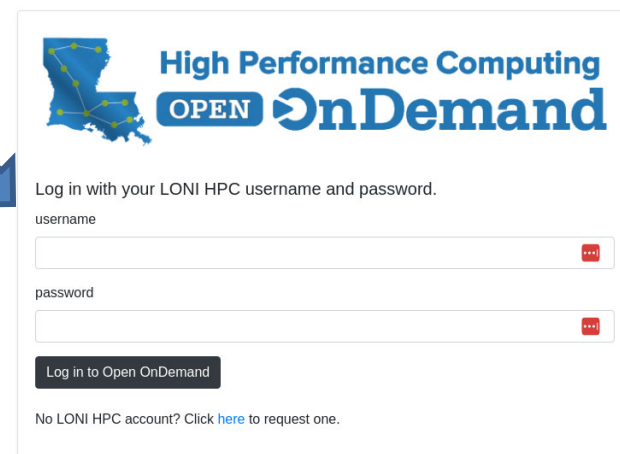 High Performance Computing
OPEN OnDemand
Log in with your LONI HPC username and password.
username
password
Log in to Open OnDemand
No LONI HPC account? Click here to request one.